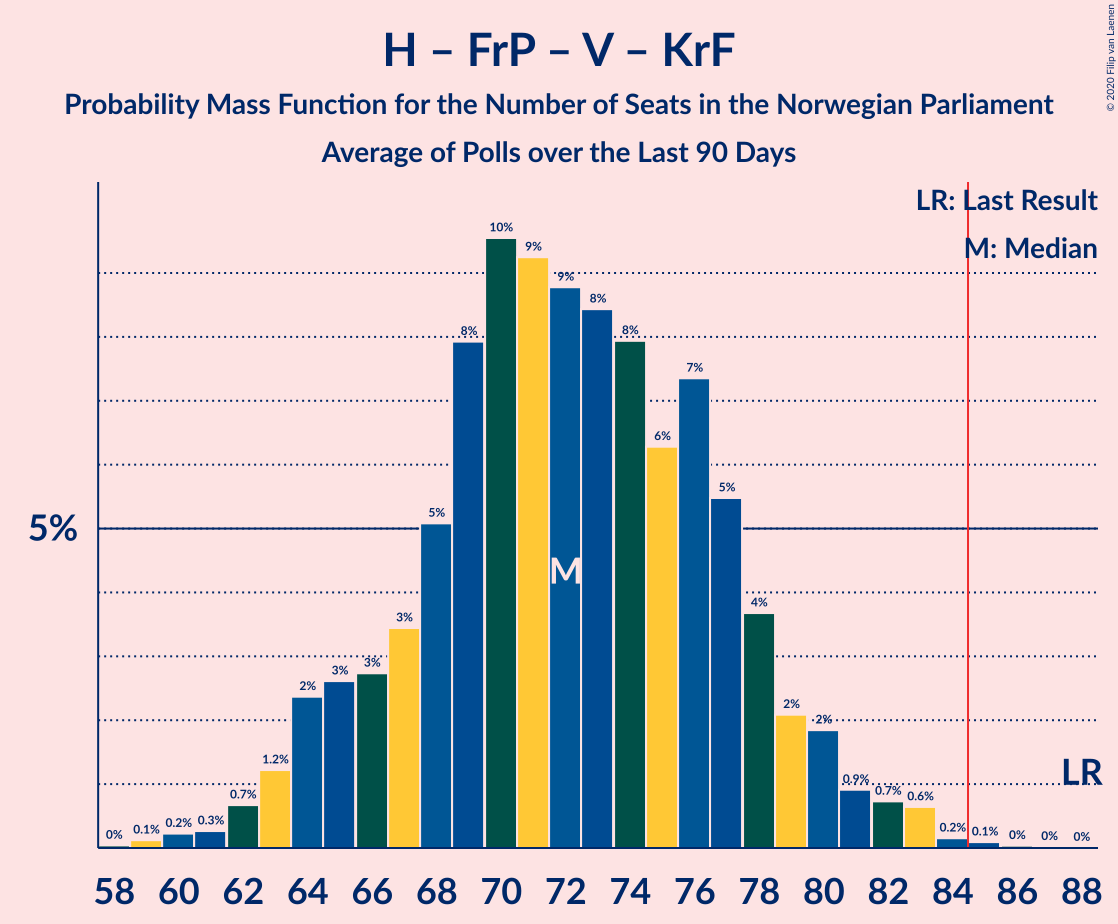 H – FrP – V – KrF
Probability Mass Function for the Number of Seats in the Norwegian Parliament
Average of Polls over the Last 90 Days
© 2020 Filip van Laenen
LR: Last Result
M: Median
5%
0% 0.1% 0.2% 0.3% 0.7% 1.2% 2% 3% 3% 3% 5% 8% 10% 9% 9% 8% 8% 6% 7% 5% 4% 2% 2% 0.9% 0.7% 0.6% 0.2% 0.1% 0% 0% 0%
M
LR
58 60 62 64 66 68 70 72 74 76 78 80 82 84 86 88